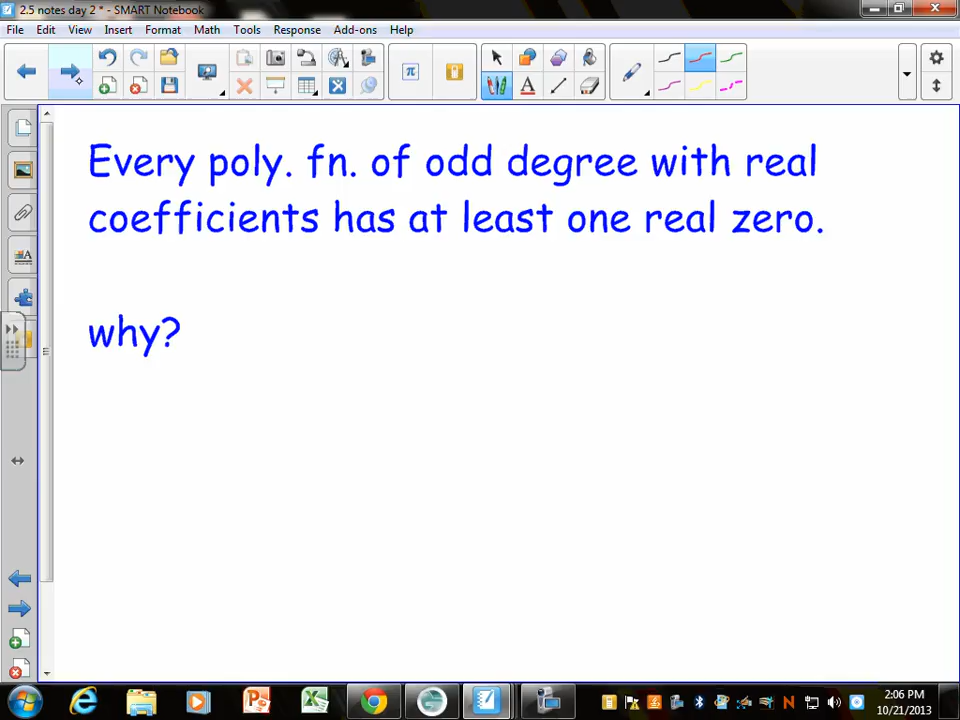 2.5 notes day 2 * - SMART Notebook
File Edit View Insert Format Math Tools Response Add-ons Help
Every poly. fn. of odd degree with real
coefficients has at least one real zero.
why?
2:06 PM
10/21/2013